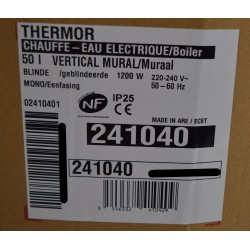 THERMOR
CHAUFFE-EAU ELECTRIQUE/Boiler
50 l VERTICAL MURAL/Muraal
BLINDE /geblindeerde 1200 W 220-240 V~
MONO/Eenfasing 50-60 Hz
02410401
NF IP25
CE
MADE IN ARE / ECET
241040
241040